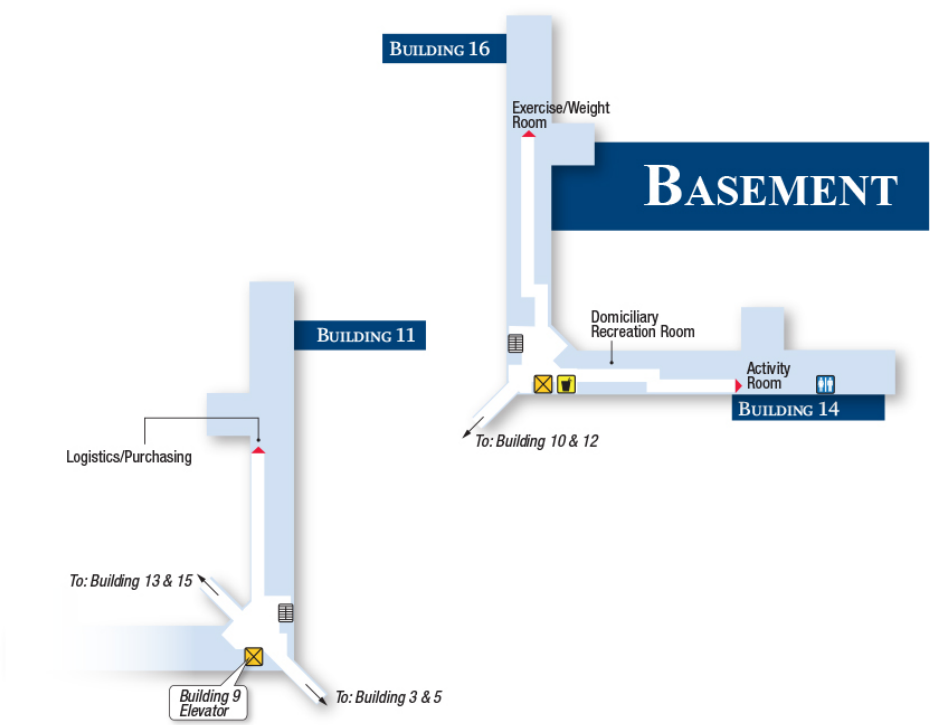 BUILDING 16
Exercise/Weight
Room
BASEMENT
Domiciliary
Recreation Room
BUILDING 11
Activity
Room
BUILDING 14
To: Building 10 & 12
Logistics/Purchasing
To: Building 13 & 15
Building 9
Elevator
To: Building 3 & 5